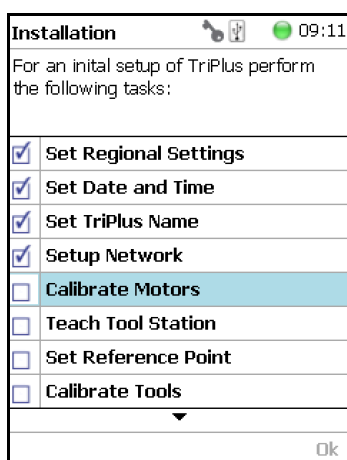 Installation 09:11
For an inital setup of TriPlus perform
the following tasks:
Set Regional Settings
Set Date and Time
Set TriPlus Name
Setup Network
Calibrate Motors
Teach Tool Station
Set Reference Point
Calibrate Tools
Ok